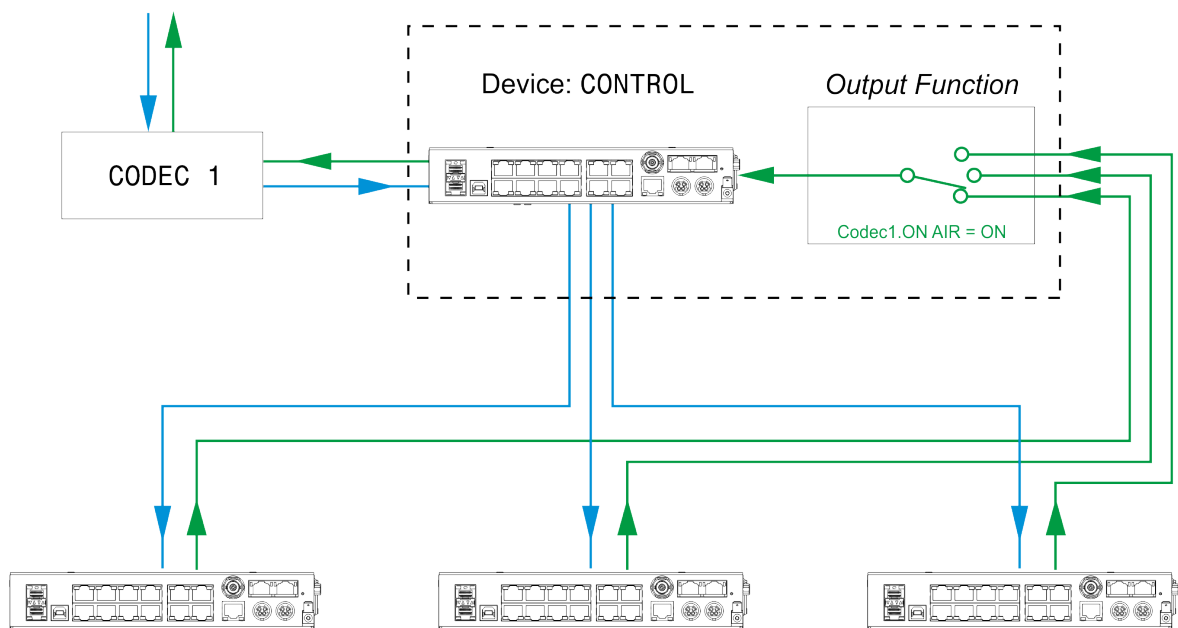 Device: CONTROL
Output Function
CODEC 1
Codec1.ON AIR = ON